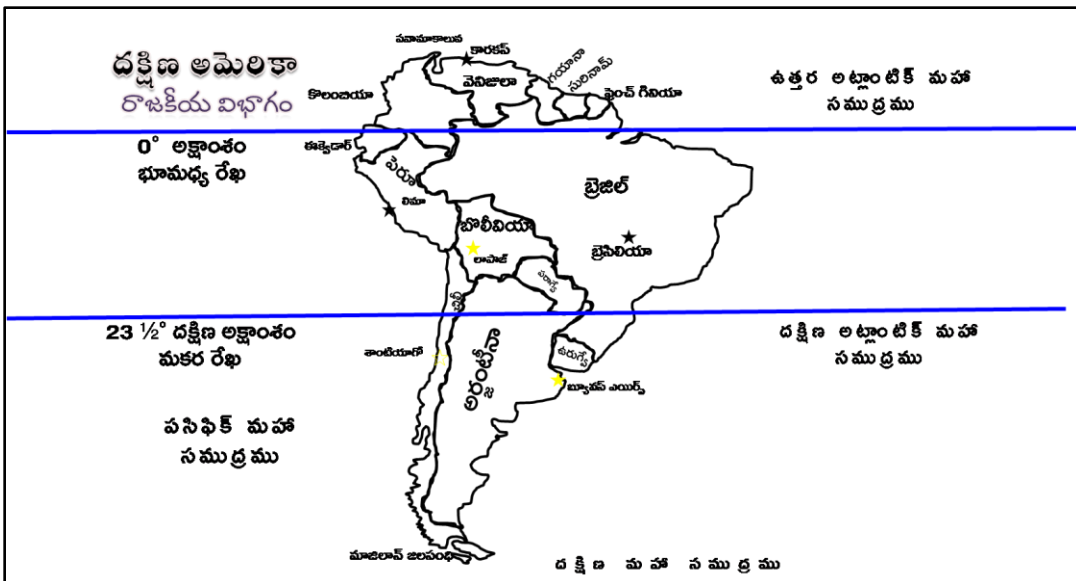 దక్షిణ అమెరికా
రాజకీయ విభాగం
పనామాకాలువ
కారకస్
వెనిజులా
గయానా
సురినామ్
ఫ్రెంచ్ గినియా
కొలంబియా
ఉత్తర అట్లాంటిక్ మహా
సముద్రము
0° అక్షాంశం
భూమధ్య రేఖ
ఈక్వెడార్
పెరూ
లిమా
బ్రెజిల్
బొలీవియా
బ్రెసిలియా
లాపాజ్
పరాగ్వే
చిలీ
23 ½° దక్షిణ అక్షాంశం
మకర రేఖ
శాంటియాగో
అర్జంటీనా
ఉరుగ్వే
బ్యూనస్ ఎయిర్స్
దక్షిణ అట్లాంటిక్ మహా
సముద్రము
పసిఫిక్ మహా
సముద్రము
మాజిలాన్ జలసంధి
దక్షిణ మహా సముద్రము